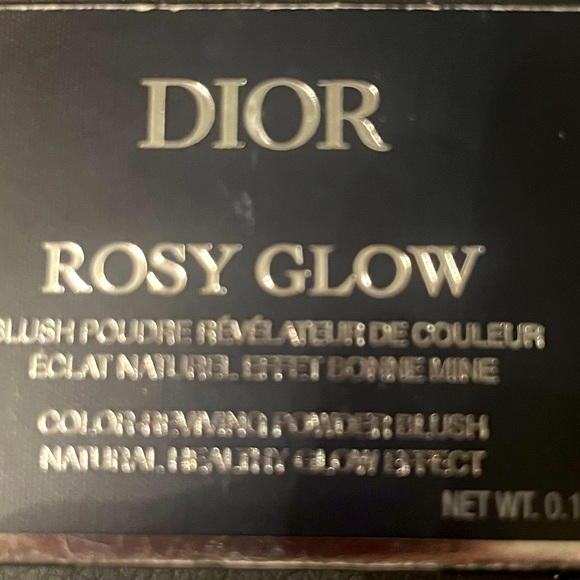 DIOR
ROSY GLOW
BLUSH POUDRE RÉVÉLATEUR DE COULEUR
ÉCLAT NATUREL EFFET BONNE MINE
COLOR-REVIVING POWDER BLUSH
NATURAL HEALTHY GLOW EFFECT
NET WT. 0.1